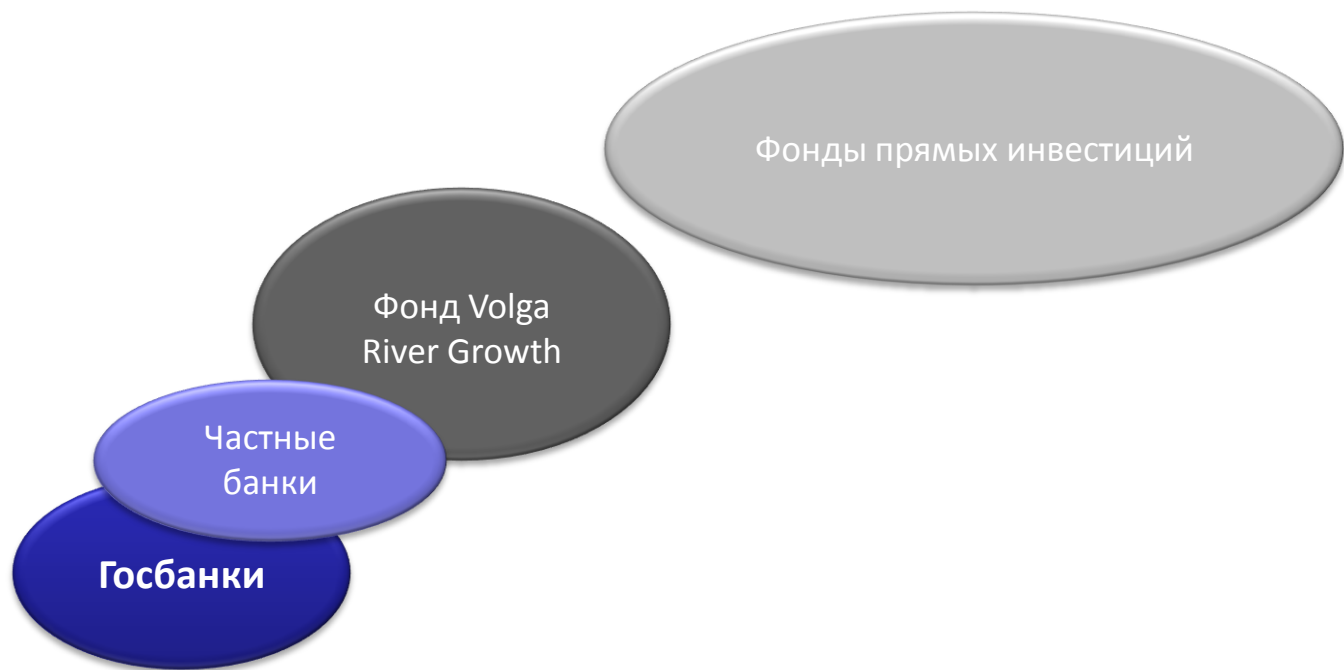 Фонды прямых инвестиций
Фонд Volga
River Growth
Частные
банки
Госбанки